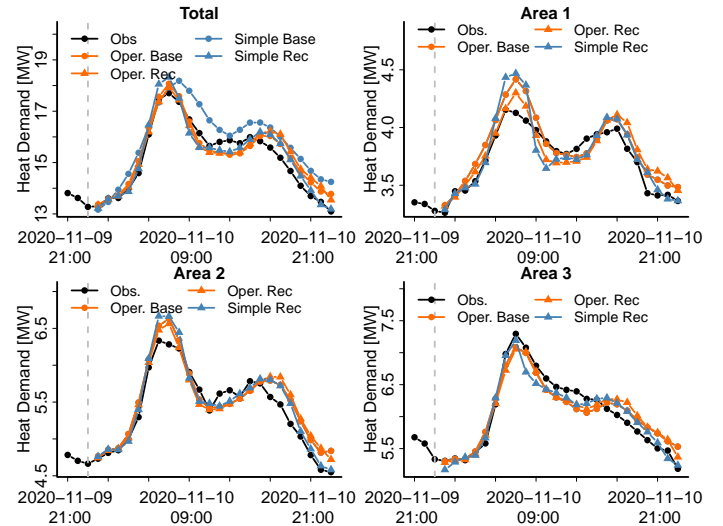 Total
Heat Demand [MW]
13 15 17 19
Obs
Oper. Base
Oper. Rec
Simple Base
Simple Rec
2020−11−09
21:00
2020−11−10
09:00
2020−11−10
21:00
Area 1
Heat Demand [MW]
3.5 4.0 4.5
Obs.
Oper. Base
Oper. Rec
Simple Rec
2020−11−09
21:00
2020−11−10
09:00
2020−11−10
21:00
Area 2
Heat Demand [MW]
4.5 5.5 6.5
Obs.
Oper. Base
Oper. Rec
Simple Rec
2020−11−09
21:00
2020−11−10
09:00
2020−11−10
21:00
Area 3
Heat Demand [MW]
5.5 6.5 7.5
Obs.
Oper. Base
Oper. Rec
Simple Rec
2020−11−09
21:00
2020−11−10
09:00
2020−11−10
21:00